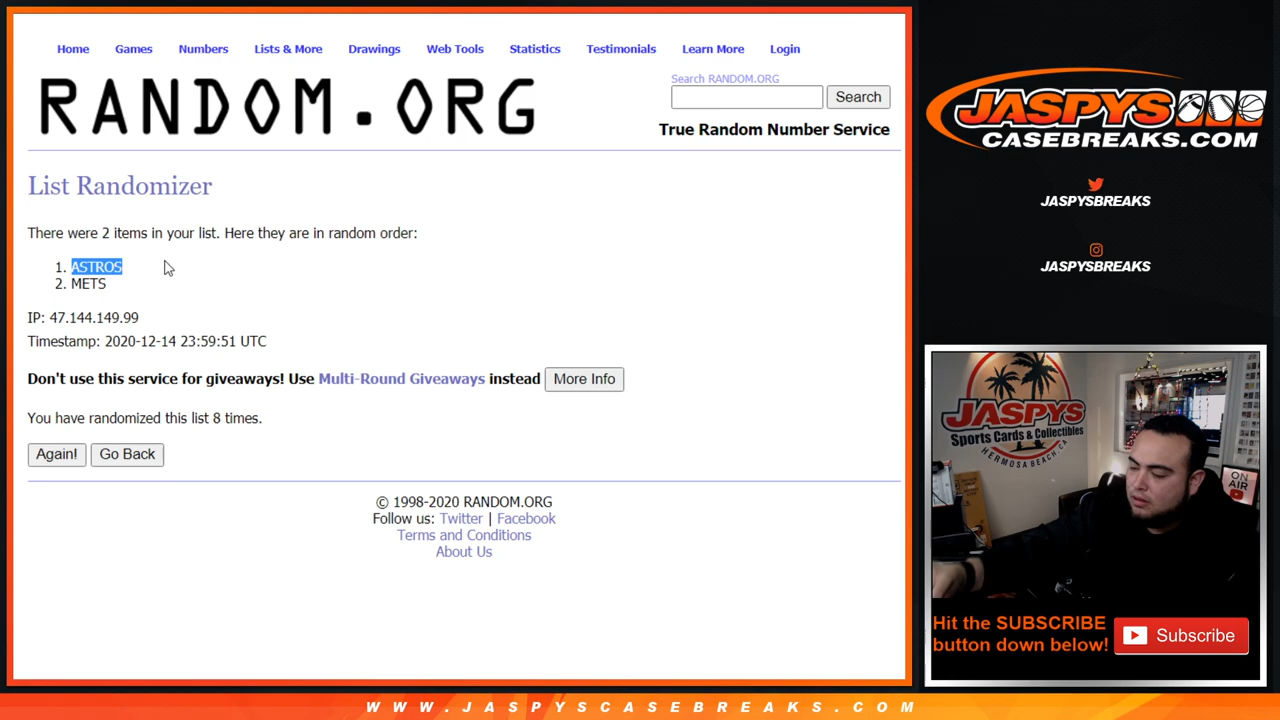 Home Games Numbers Lists & More Drawings Web Tools Statistics Testimonials Learn More Login
RANDOM.ORG
Search RANDOM.ORG
Search
True Random Number Service
List Randomizer
There were 2 items in your list. Here they are in random order:
1. ASTROS
2. METS
IP: 47.144.149.99
Timestamp: 2020-12-14 23:59:51 UTC
Don't use this service for giveaways! Use Multi-Round Giveaways instead More Info
You have randomized this list 8 times.
Again! Go Back
© 1998-2020 RANDOM.ORG
Follow us: Twitter | Facebook
Terms and Conditions
About Us
JASPYS
CASEBREAKS.COM
JASPYSBREAKS
JASPYSBREAKS
JASPYS
Sports Cards & Collectibles
HERMOSA BEACH, CA
ON
AIR
Hit the SUBSCRIBE
button down below!
Subscribe
WWW.JASPYSCASEBREAKS.COM